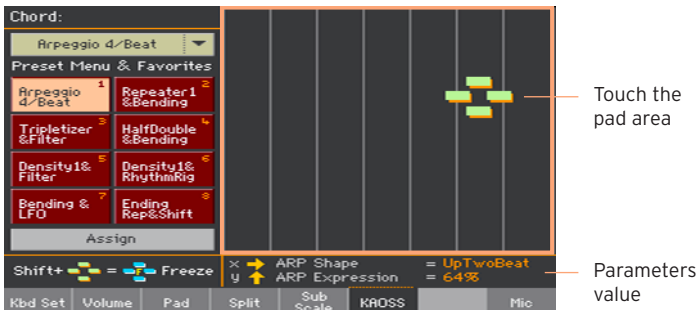 Chord:
Arpeggio 4/Beat
Preset Menu & Favorites
Arpeggio 4/Beat 1
Repeater1 &Bending 2
Tripletizer &Filter 3
HalfDouble &Bending 4
Density1& Filter 5
Density1& RhythmRig 6
Bending & LFO 7
Ending Rep&Shift 8
Assign
Shift+ = F Freeze
x ARP Shape = UpTwoBeat
y ARP Expression = 64%
Kbd Set Volume Pad Split Sub Scale KAOSS Mic
Touch the
pad area
Parameters
value